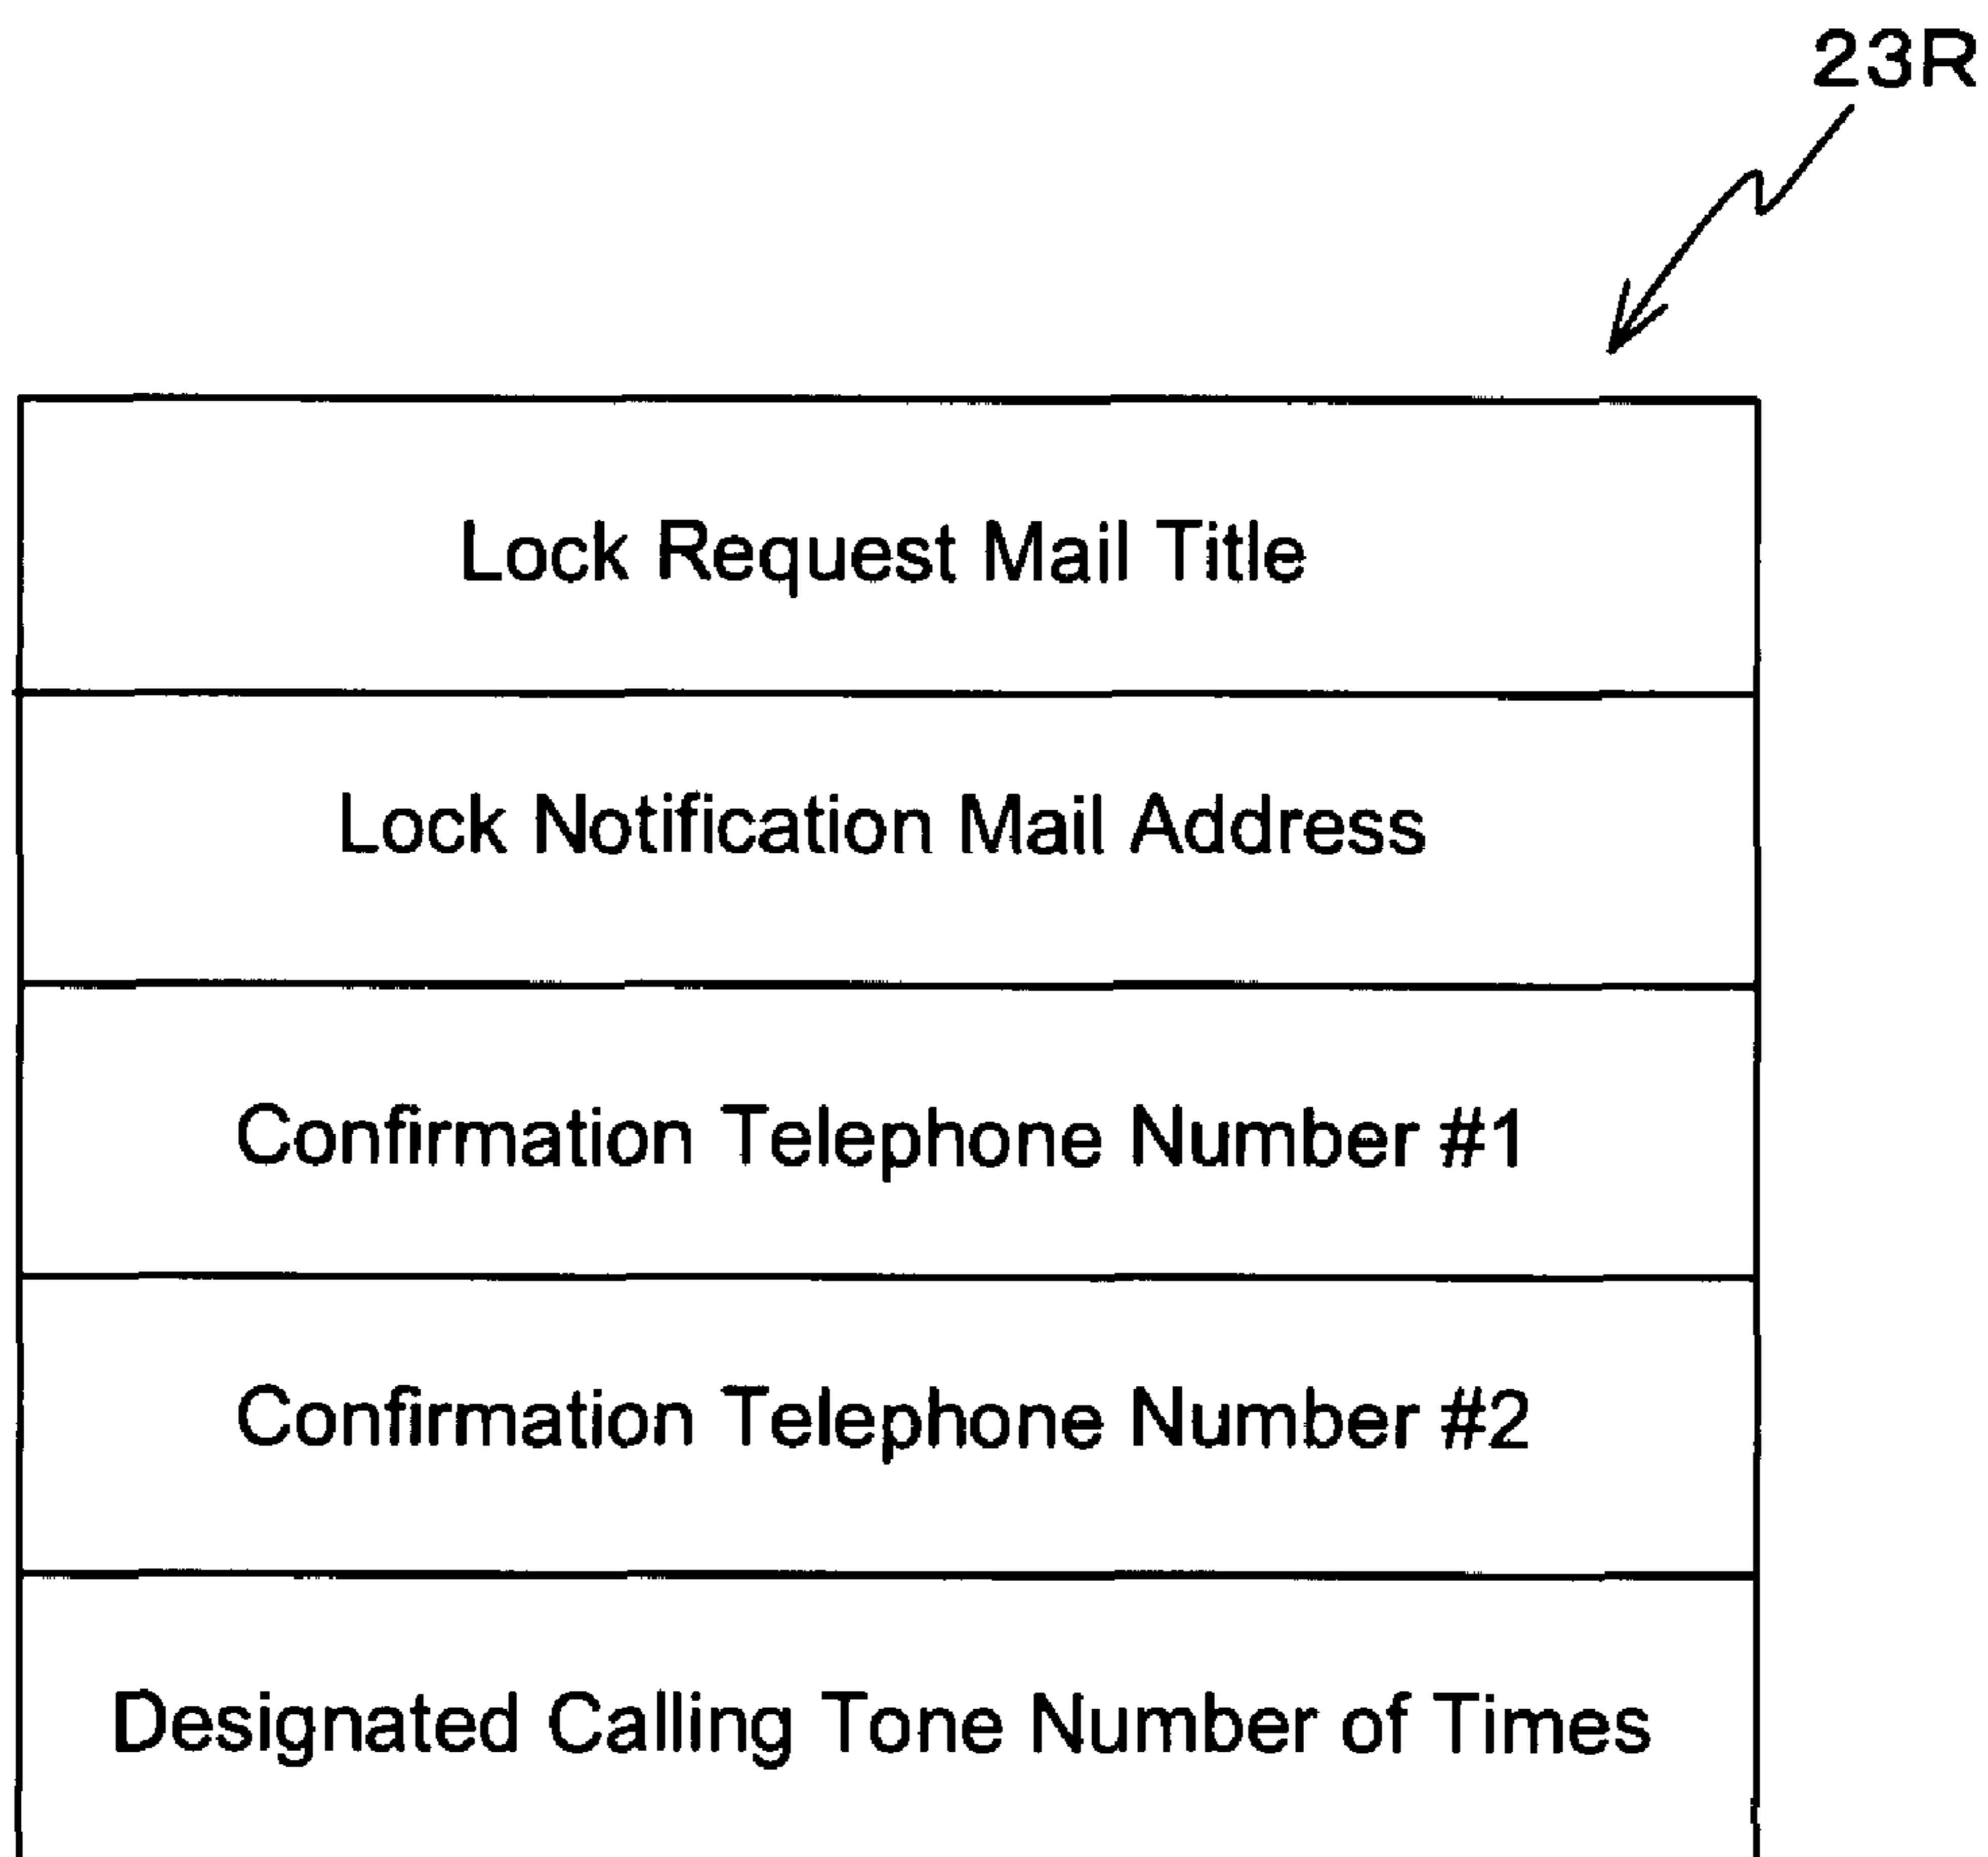 23R
Lock Request Mail Title
Lock Notification Mail Address
Confirmation Telephone Number #1
Confirmation Telephone Number #2
Designated Calling Tone Number of Times